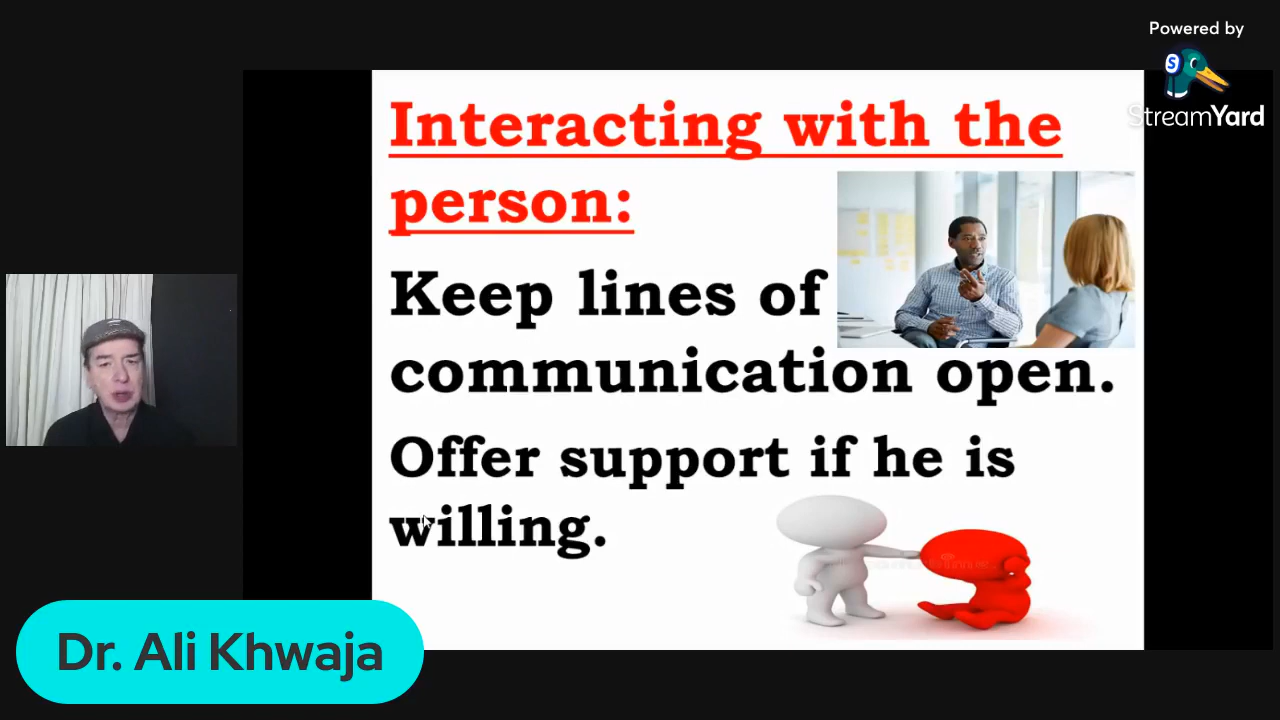 Powered by
StreamYard
Interacting with the
person:
Keep lines of
communication open.
Offer support if he is
willing.
Dr. Ali Khwaja